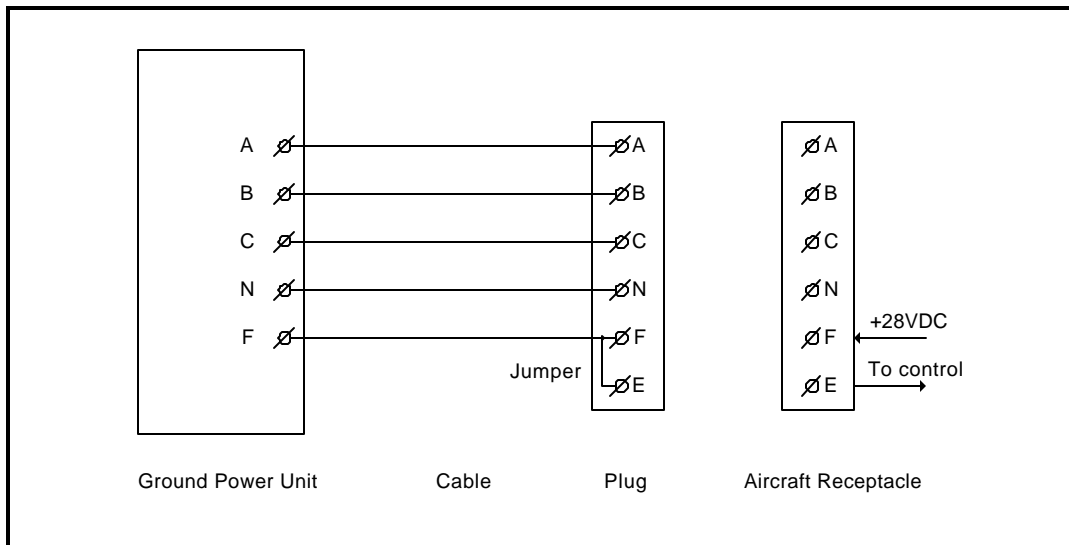 A A A
B B B
C C C
N N N
F F F +28VDC
Jumper E E To control
Ground Power Unit Cable Plug Aircraft Receptacle